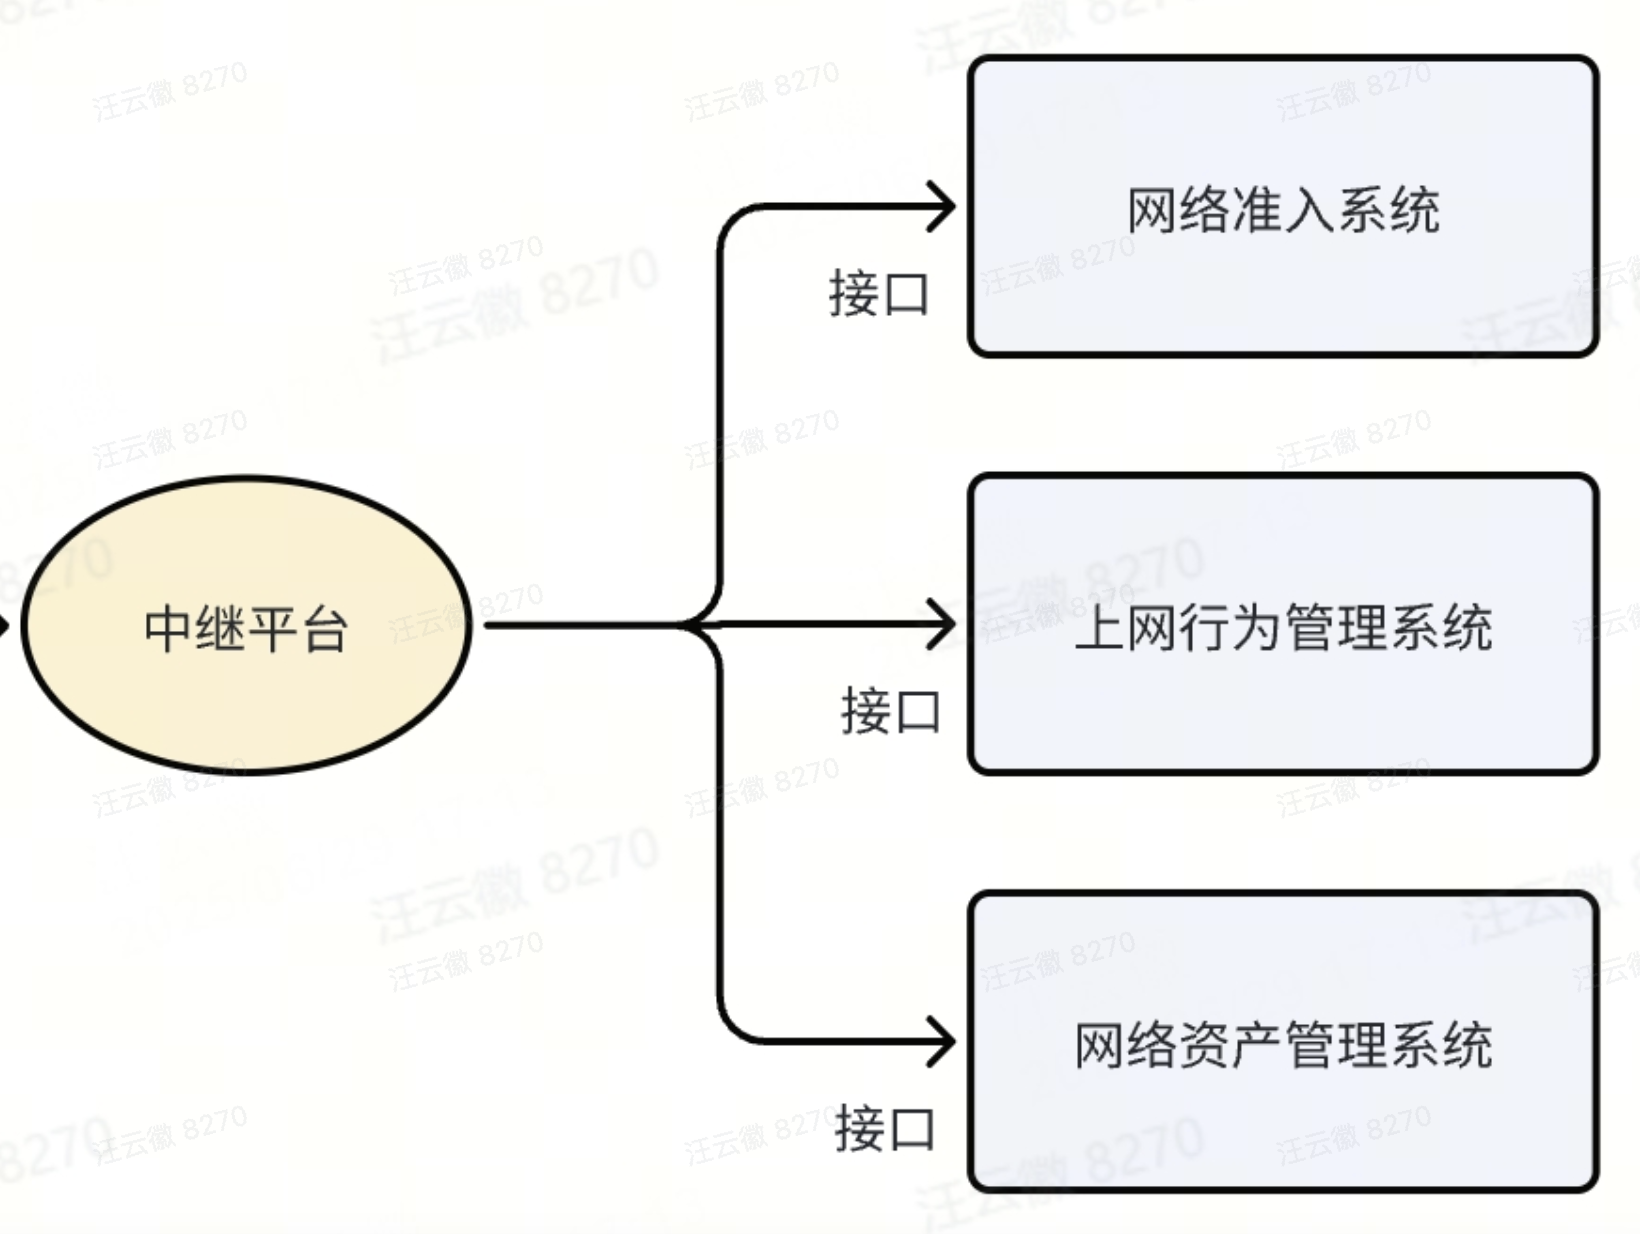 网络准入系统
接口
中继平台
上网行为管理系统
接口
网络资产管理系统
接口
汪云徽 8270